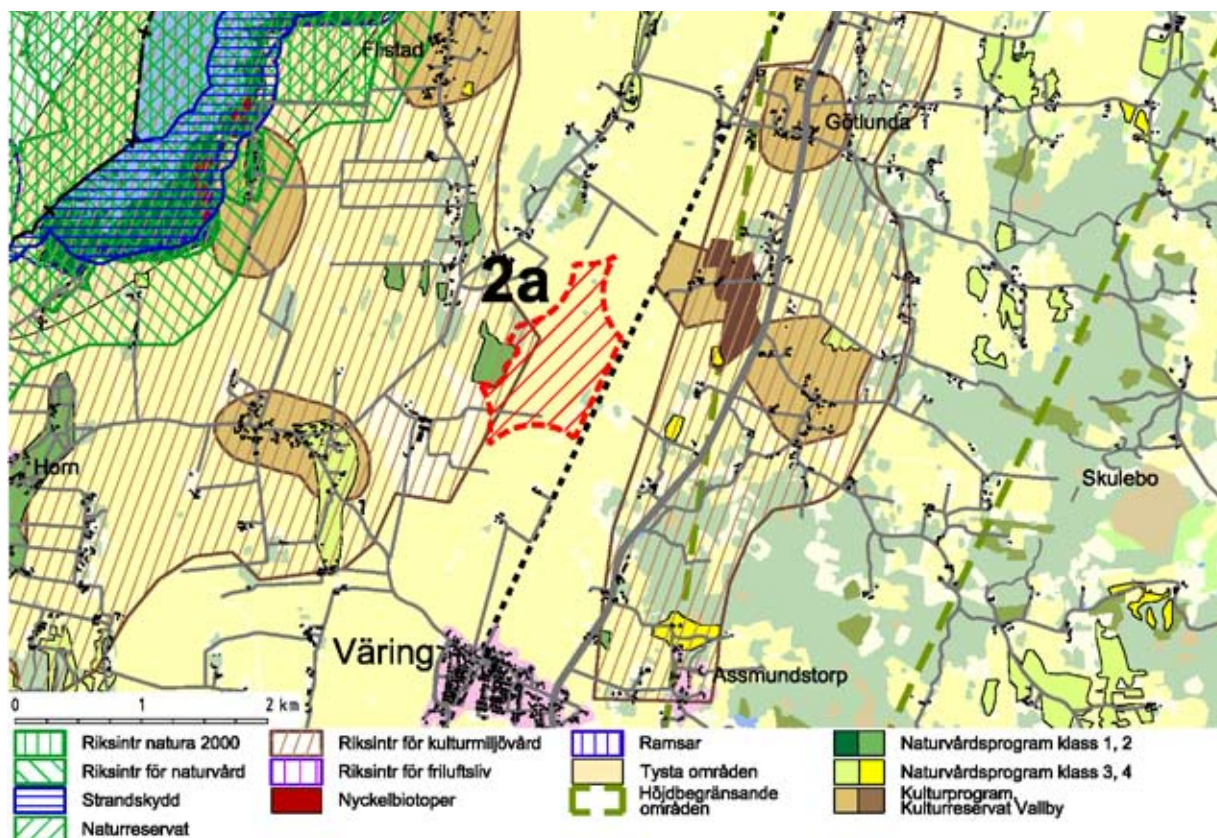 Flistad
Götlunda
2a
Horn
Skulebo
Väring
Assmundstorp
0 1 2 km
Riksintr natura 2000
Riksintr för naturvård
Strandskydd
Naturreservat
Riksintr för kulturmiljövård
Riksintr för friluftsliv
Nyckelbiotoper
Ramsar
Tysta områden
Höjdbegränsande
områden
Naturvårdsprogram klass 1, 2
Naturvårdsprogram klass 3, 4
Kulturprogram,
Kulturreservat Vallby